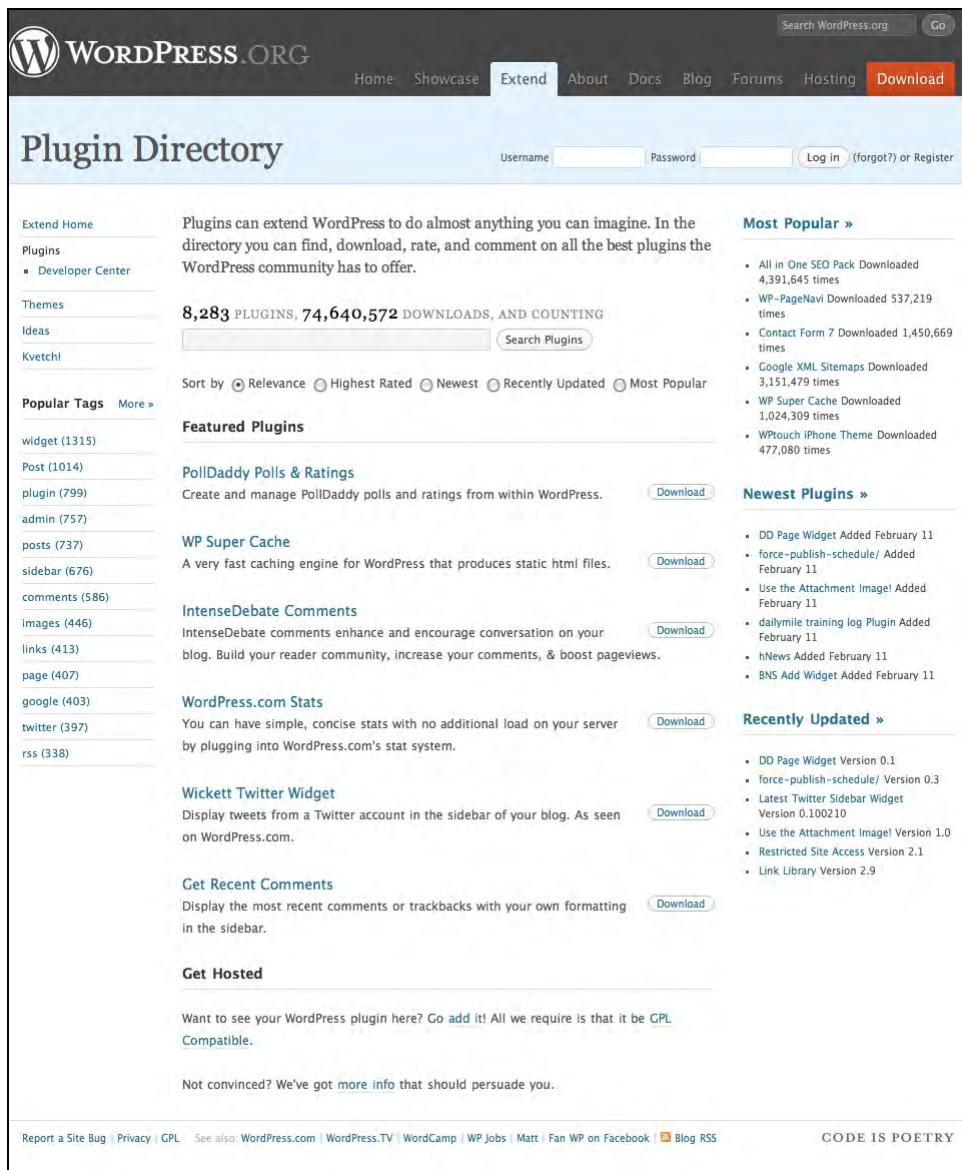 Search WordPress.org Go
WORDPRESS.ORG
Home Showcase Extend About Docs Blog Forums Hosting Download
Plugin Directory
Username Password Log in (forgot?) or Register
Extend Home
Plugins
Developer Center
Themes
Ideas
Kvetch!
Popular Tags More »
widget (1315)
Post (1014)
plugin (799)
admin (757)
posts (737)
sidebar (676)
comments (586)
images (446)
links (413)
page (407)
google (403)
twitter (397)
rss (338)
Plugins can extend WordPress to do almost anything you can imagine. In the
directory you can find, download, rate, and comment on all the best plugins the
WordPress community has to offer.
8,283 PLUGINS, 74,640,572 DOWNLOADS, AND COUNTING
Search Plugins
Sort by Relevance Highest Rated Newest Recently Updated Most Popular
Featured Plugins
PollDaddy Polls & Ratings
Create and manage PollDaddy polls and ratings from within WordPress. Download
WP Super Cache
A very fast caching engine for WordPress that produces static html files. Download
IntenseDebate Comments
IntenseDebate comments enhance and encourage conversation on your Download
blog. Build your reader community, increase your comments, & boost pageviews.
WordPress.com Stats
You can have simple, concise stats with no additional load on your server Download
by plugging into WordPress.com's stat system.
Wickett Twitter Widget
Display tweets from a Twitter account in the sidebar of your blog. As seen Download
on WordPress.com.
Get Recent Comments
Display the most recent comments or trackbacks with your own formatting Download
in the sidebar.
Get Hosted
Want to see your WordPress plugin here? Go add it! All we require is that it be GPL
Compatible.
Not convinced? We've got more info that should persuade you.
Most Popular »
All in One SEO Pack Downloaded
4,391,645 times
WP-PageNavi Downloaded 537,219
times
Contact Form 7 Downloaded 1,450,669
times
Google XML Sitemaps Downloaded
3,151,479 times
WP Super Cache Downloaded
1,024,309 times
WPtouch iPhone Theme Downloaded
477,080 times
Newest Plugins »
DD Page Widget Added February 11
force-publish-schedule/ Added
February 11
Use the Attachment Image! Added
February 11
dailymile training log Plugin Added
February 11
hNews Added February 11
BNS Add Widget Added February 11
Recently Updated »
DD Page Widget Version 0.1
force-publish-schedule/ Version 0.3
Latest Twitter Sidebar Widget
Version 0.100210
Use the Attachment Image! Version 1.0
Restricted Site Access Version 2.1
Link Library Version 2.9
Report a Site Bug | Privacy | GPL See also: WordPress.com | WordPress.TV | WordCamp | WP Jobs | Matt | Fan WP on Facebook | Blog RSS
CODE IS POETRY